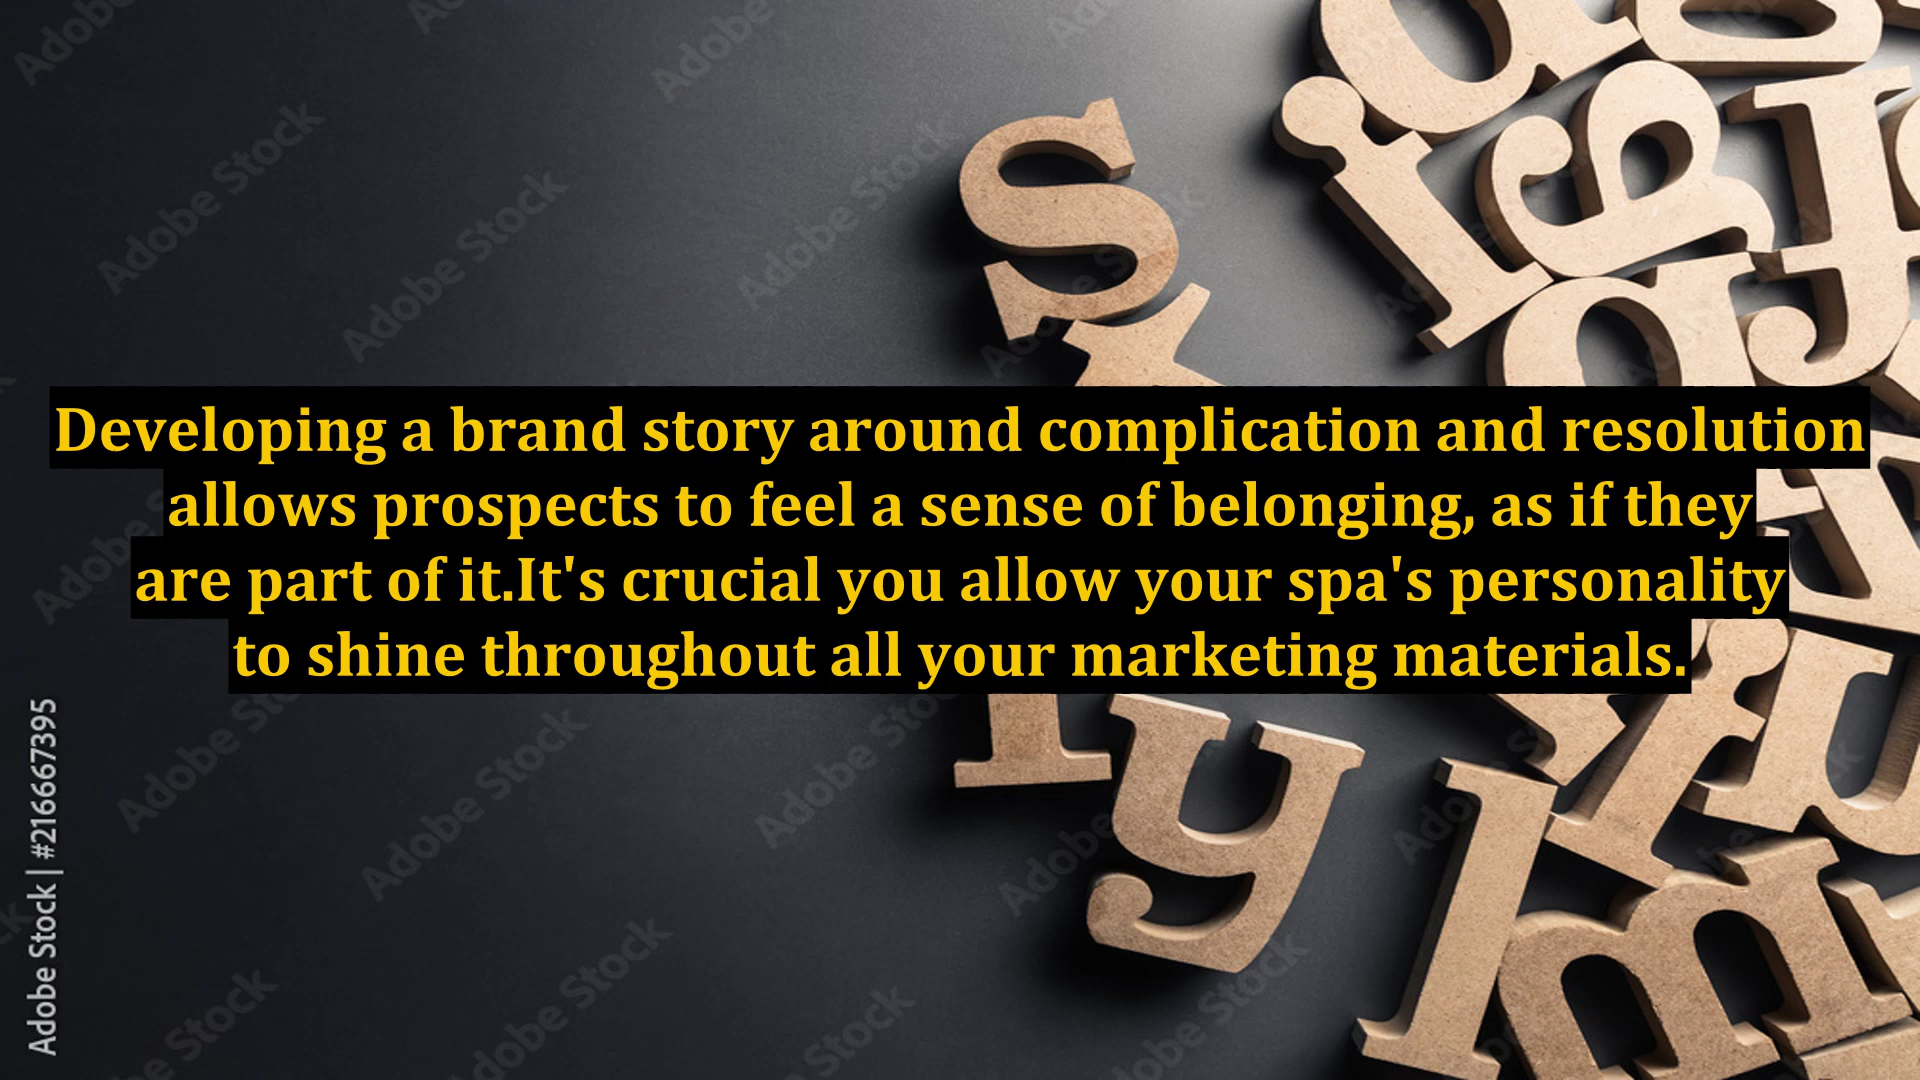 Developing a brand story around complication and resolution
allows prospects to feel a sense of belonging, as if they
are part of it.It's crucial you allow your spa's personality
to shine throughout all your marketing materials.
Adobe Stock | #216667395